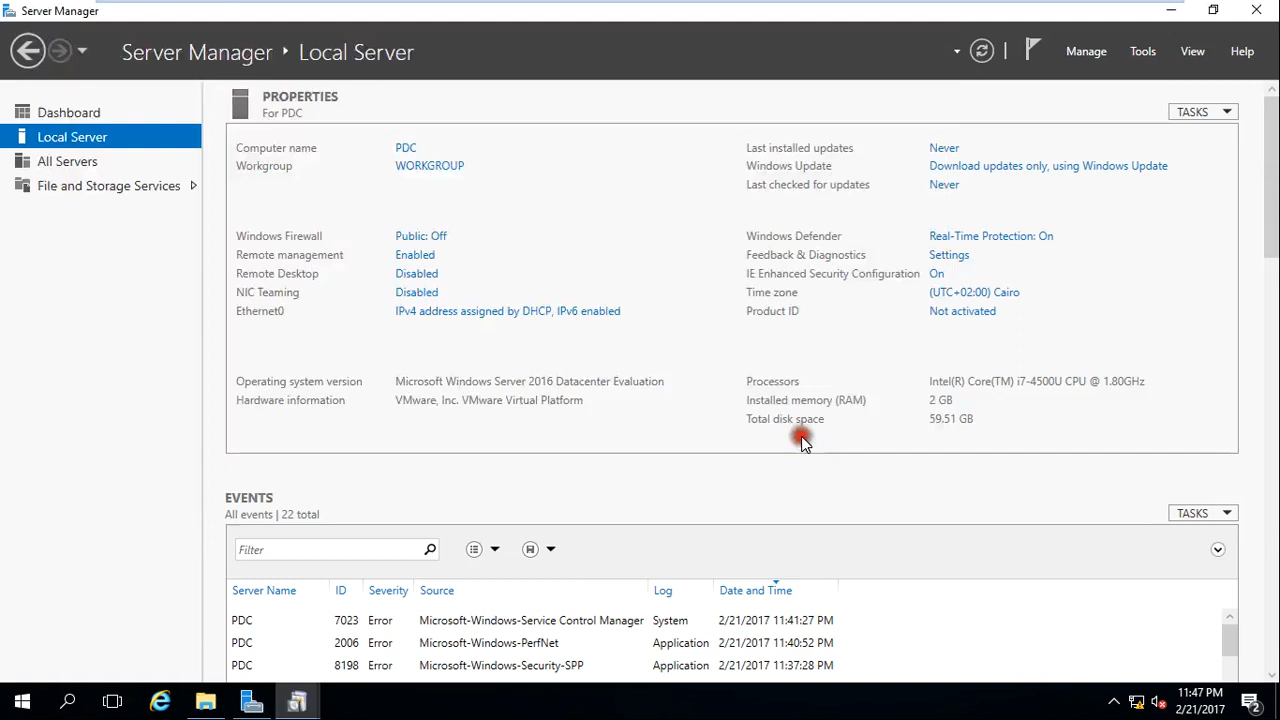 Server Manager
Server Manager ‣ Local Server
Manage Tools View Help
Dashboard
Local Server
All Servers
File and Storage Services
PROPERTIES
For PDC
TASKS
Computer name PDC
Workgroup WORKGROUP
Last installed updates Never
Windows Update Download updates only, using Windows Update
Last checked for updates Never
Windows Firewall Public: Off
Remote management Enabled
Remote Desktop Disabled
NIC Teaming Disabled
Ethernet0 IPv4 address assigned by DHCP, IPv6 enabled
Windows Defender Real-Time Protection: On
Feedback & Diagnostics Settings
IE Enhanced Security Configuration On
Time zone (UTC+02:00) Cairo
Product ID Not activated
Operating system version Microsoft Windows Server 2016 Datacenter Evaluation
Hardware information VMware, Inc. VMware Virtual Platform
Processors Intel(R) Core(TM) i7-4500U CPU @ 1.80GHz
Installed memory (RAM) 2 GB
Total disk space 59.51 GB
EVENTS
All events | 22 total
TASKS
Filter
Server Name ID Severity Source Log Date and Time
PDC 7023 Error Microsoft-Windows-Service Control Manager System 2/21/2017 11:41:27 PM
PDC 2006 Error Microsoft-Windows-PerfNet Application 2/21/2017 11:40:52 PM
PDC 8198 Error Microsoft-Windows-Security-SPP Application 2/21/2017 11:37:28 PM
11:47 PM
2/21/2017
2